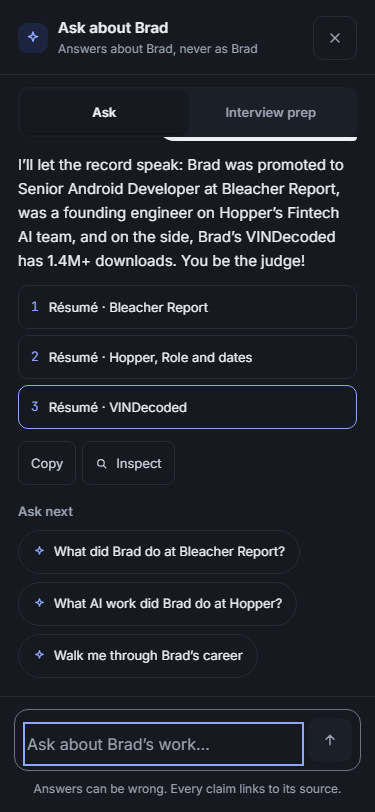 Ask about Brad
Answers about Brad, never as Brad
Ask
Interview prep
I’ll let the record speak: Brad was promoted to
Senior Android Developer at Bleacher Report,
was a founding engineer on Hopper’s Fintech
AI team, and on the side, Brad’s VINDecoded
has 1.4M+ downloads. You be the judge!
1 Résumé · Bleacher Report
2 Résumé · Hopper, Role and dates
3 Résumé · VINDecoded
Copy
Inspect
Ask next
What did Brad do at Bleacher Report?
What AI work did Brad do at Hopper?
Walk me through Brad’s career
Ask about Brad’s work...
Answers can be wrong. Every claim links to its source.